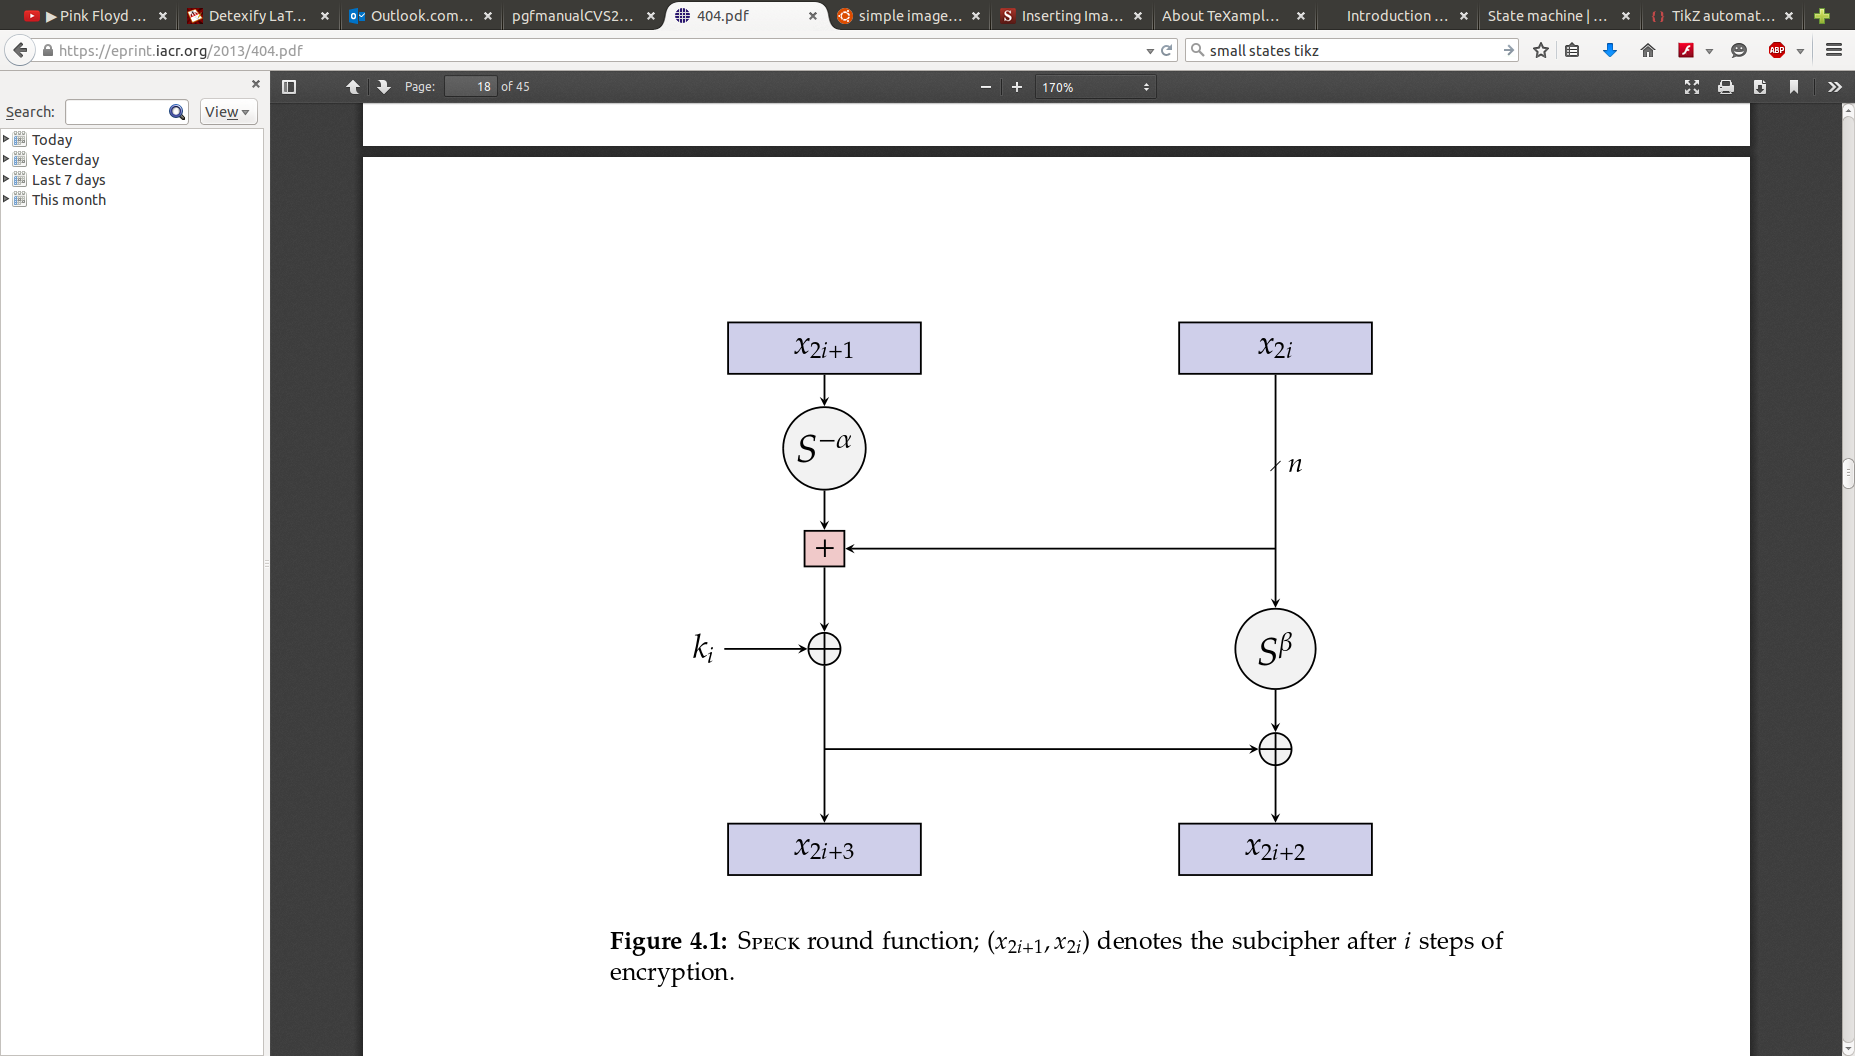 ▶ Pink Floyd ... Detexify LaT... Outlook.com... pgfmanualCVS2... 404.pdf simple image... Inserting Ima... About TeXampl... Introduction ... State machine | ... TikZ automat...
https://eprint.iacr.org/2013/404.pdf small states tikz ABP
Page: 18 of 45 170%
Search: View
Today
Yesterday
Last 7 days
This month
x_{2i+1} x_{2i}
S^{−α}
n
+
k_i S^β
x_{2i+3} x_{2i+2}
Figure 4.1: SPECK round function; (x_{2i+1}, x_{2i}) denotes the subcipher after i steps of
encryption.